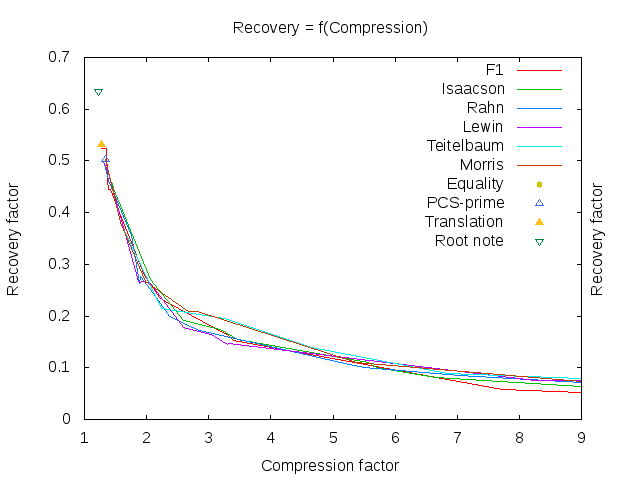 Recovery = f(Compression)
0.7
0.6
0.5
0.4
0.3
0.2
0.1
0
Recovery factor
F1
Isaacson
Rahn
Lewin
Teitelbaum
Morris
Equality
PCS-prime
Translation
Root note
Recovery factor
1 2 3 4 5 6 7 8 9
Compression factor